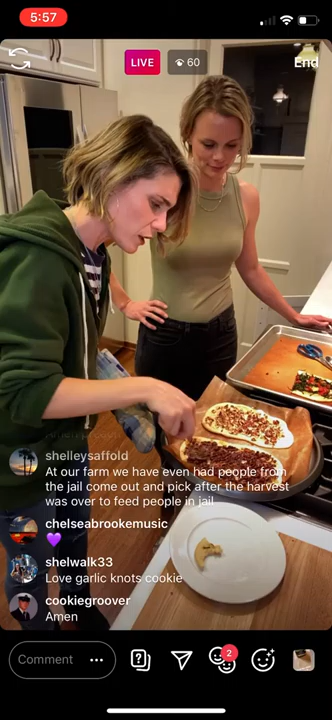 5:57
LIVE
60
End
shelleysaffold
At our farm we have even had people from
the jail come out and pick after the harvest
was over to feed people in jail
chelseabrookemusic
shelwalk33
Love garlic knots cookie
cookiegroover
Amen
Comment
2